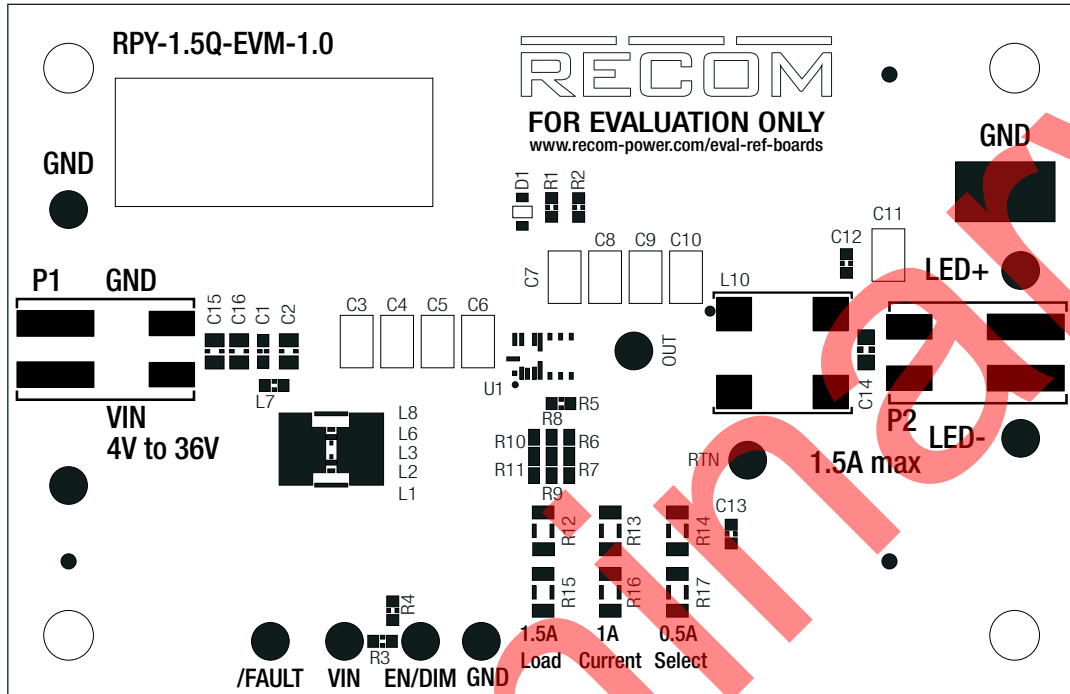 RPY-1.5Q-EVM-1.0
RECOM
FOR EVALUATION ONLY
www.recom-power.com/eval-ref-boards
GND
GND
D1
R1
R2
C7
C8
C9
C10
C12
C11
LED+
L10
P1
GND
C15
C16
C1
C2
C3
C4
C5
C6
U1
OUT
C14
L7
VIN
4V to 36V
L8
L6
L3
L2
L1
R5
R8
R10
R6
R11
R7
R9
RTN
P2
LED-
1.5A max
R12
R13
R14
C13
R15
R16
R17
R4
R3
1.5A
1A
0.5A
Load
Current
Select
/FAULT
VIN
EN/DIM
GND